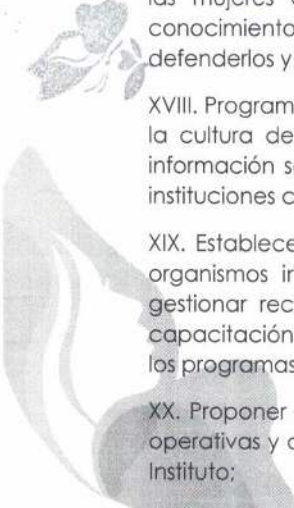 las mujeres
conocimiento
defenderlos y
XVIII. Program
la cultura de
información s
instituciones
XIX. Establece
organismos in
gestionar rec
capacitación
los programas
XX. Proponer
operativas y
Instituto;